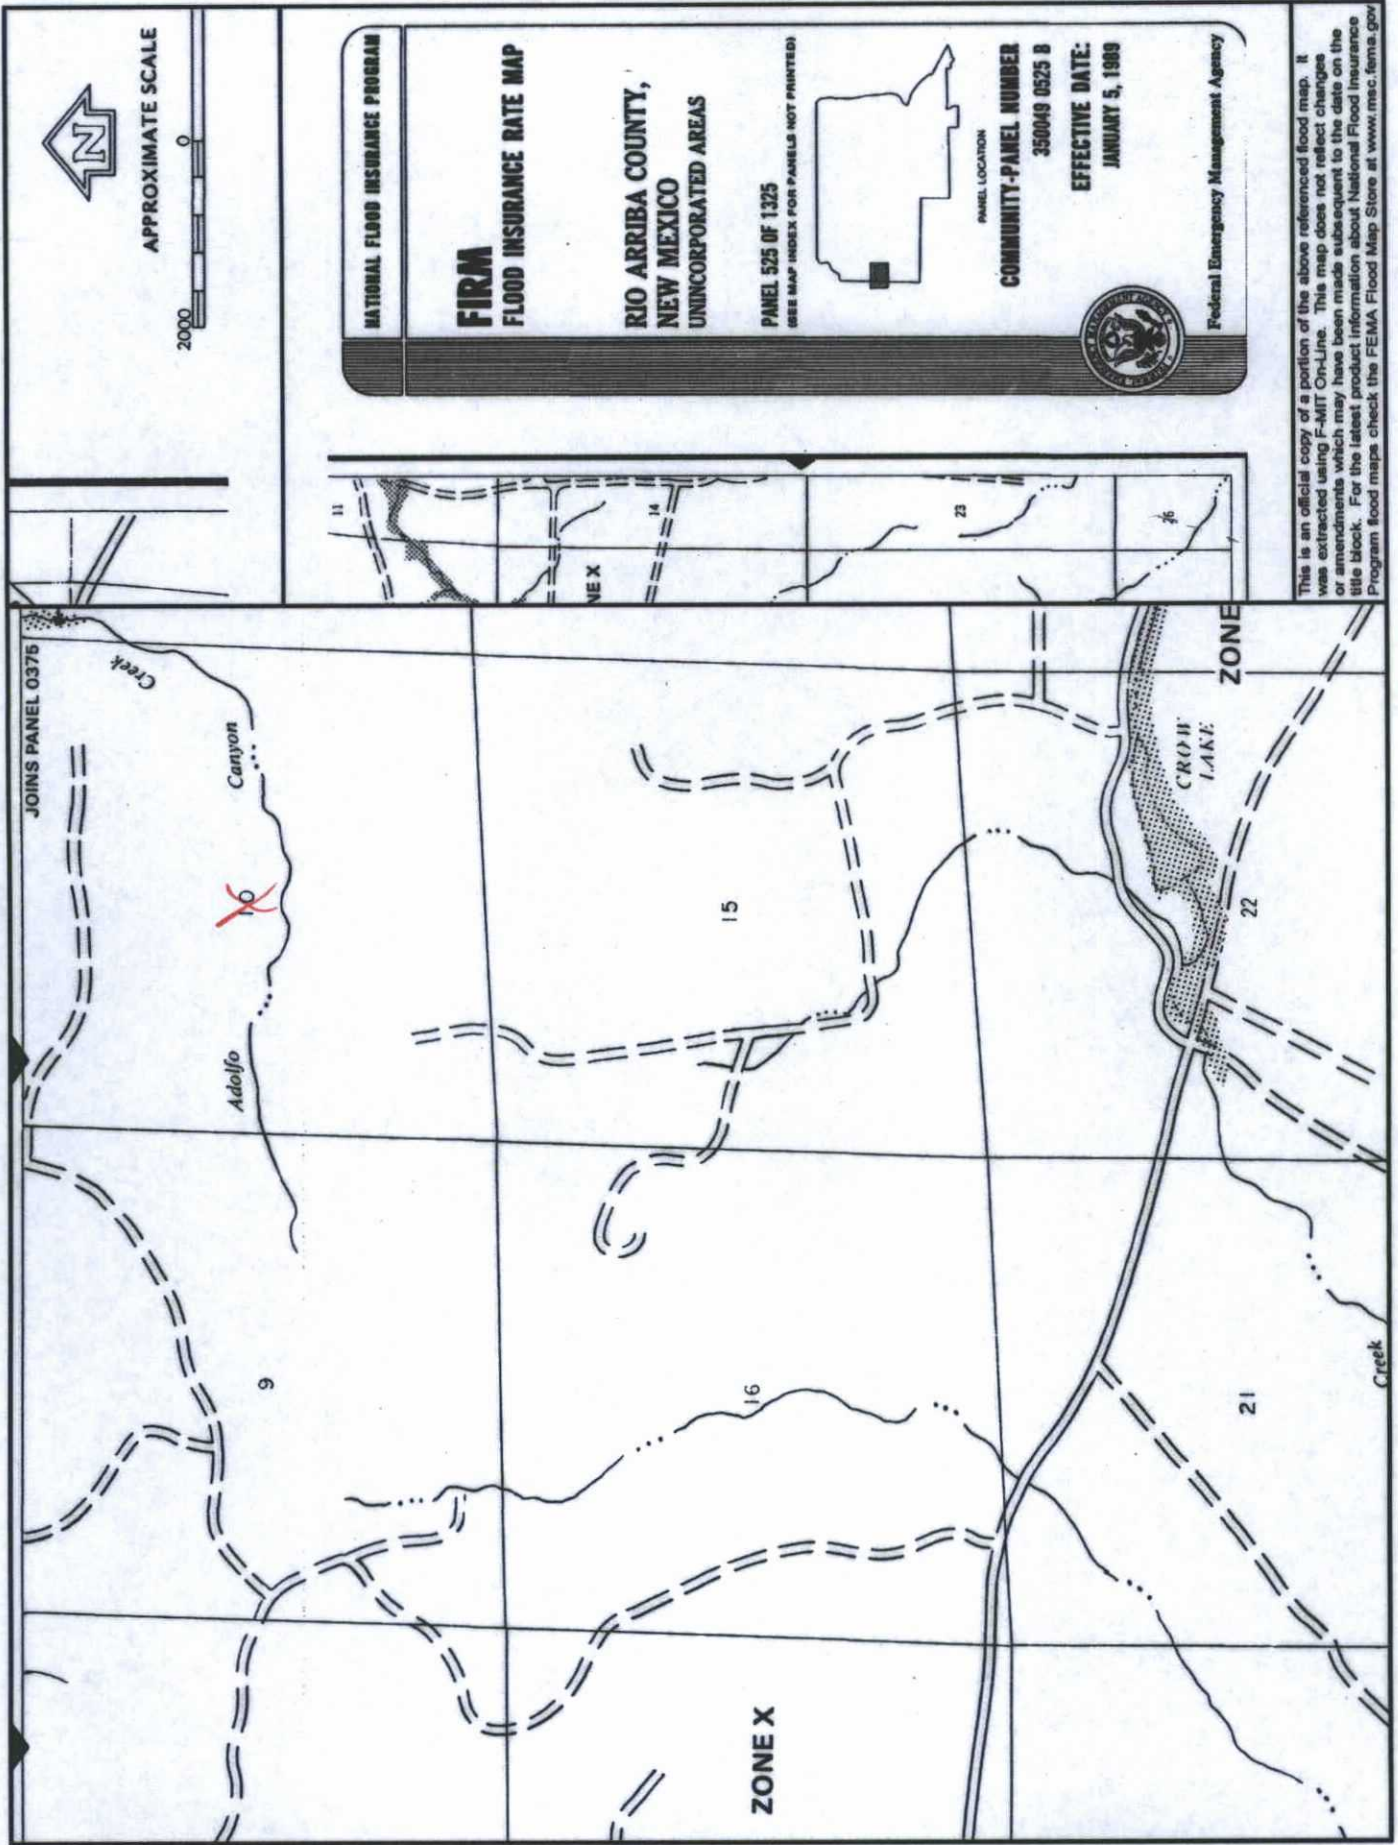 APPROXIMATE SCALE
2000 0
N
NATIONAL FLOOD INSURANCE PROGRAM
FIRM
FLOOD INSURANCE RATE MAP
RIO ARRIBA COUNTY,
NEW MEXICO
UNINCORPORATED AREAS
PANEL 525 OF 1325
(SEE MAP INDEX FOR PANELS NOT PRINTED)
PANEL LOCATION
COMMUNITY-PANEL NUMBER
350049 0525 B
EFFECTIVE DATE:
JANUARY 5, 1989
Federal Emergency Management Agency
This is an official copy of a portion of the above referenced flood map. It
was extracted using F-MIT On-Line. This map does not reflect changes
or amendments which may have been made subsequent to the date on the
title block. For the latest product information about National Flood Insurance
Program flood maps check the FEMA Flood Map Store at www.msc.fema.gov
JOINS PANEL 0375
Adolfo Canyon Creek
9
10
11
NE X
14
15
16
23
26
ZONE X
CROW
LAKE
ZONE
21
22
Creek